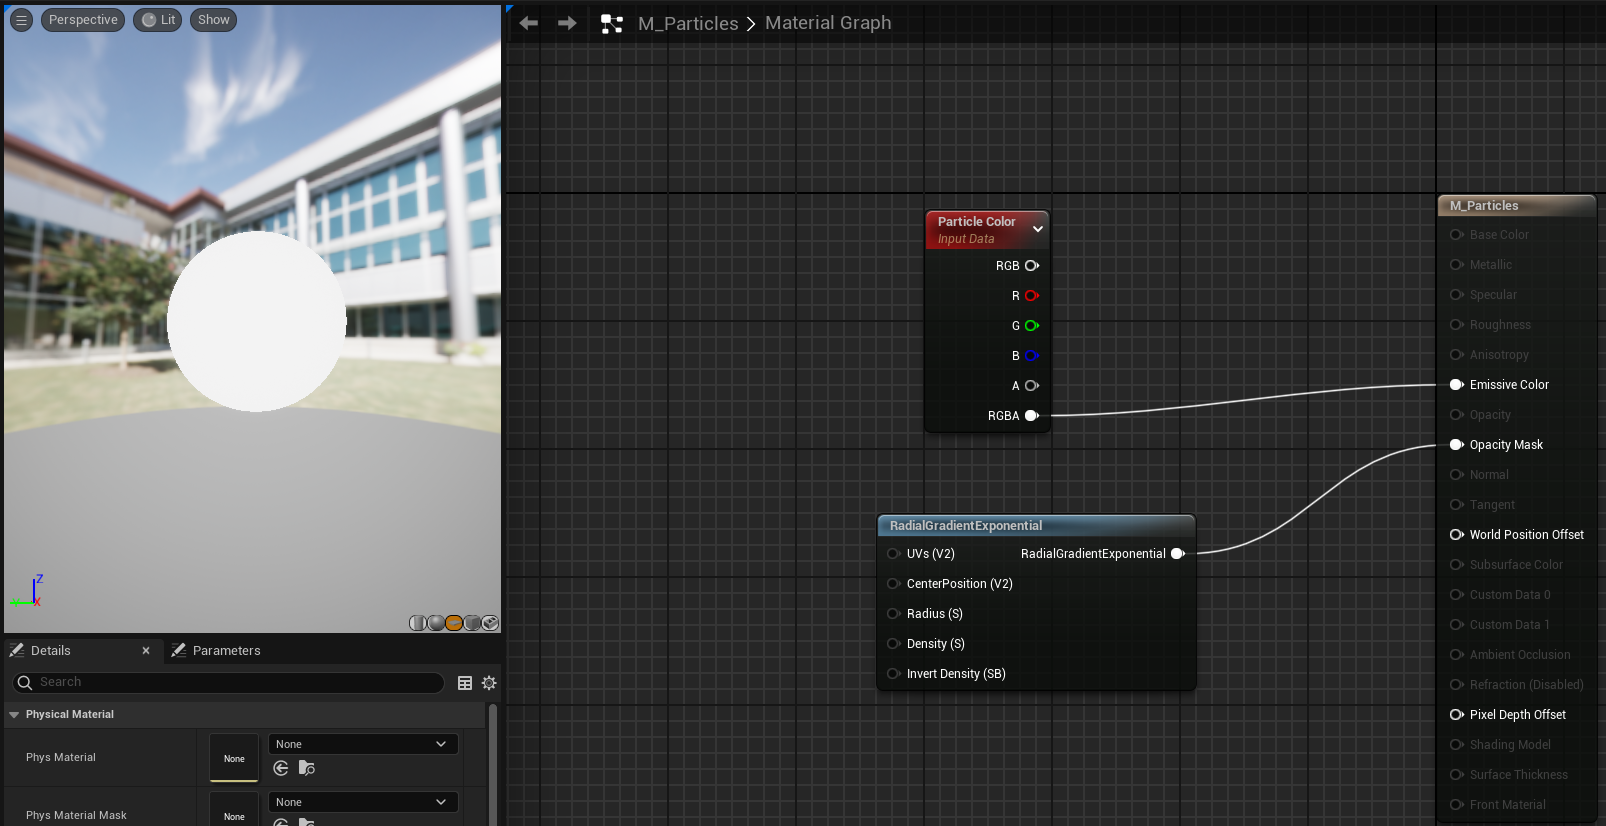 Perspective
Lit
Show
M_Particles > Material Graph
Particle Color
Input Data
RGB
R
G
B
A
RGBA
RadialGradientExponential
UVs (V2)
RadialGradientExponential
CenterPosition (V2)
Radius (S)
Density (S)
Invert Density (SB)
M_Particles
Base Color
Metallic
Specular
Roughness
Anisotropy
Emissive Color
Opacity
Opacity Mask
Normal
Tangent
World Position Offset
Subsurface Color
Custom Data 0
Custom Data 1
Ambient Occlusion
Refraction (Disabled)
Pixel Depth Offset
Shading Model
Surface Thickness
Front Material
Z
X
Details
Parameters
Search
Physical Material
Phys Material
None
None
Phys Material Mask
None
None